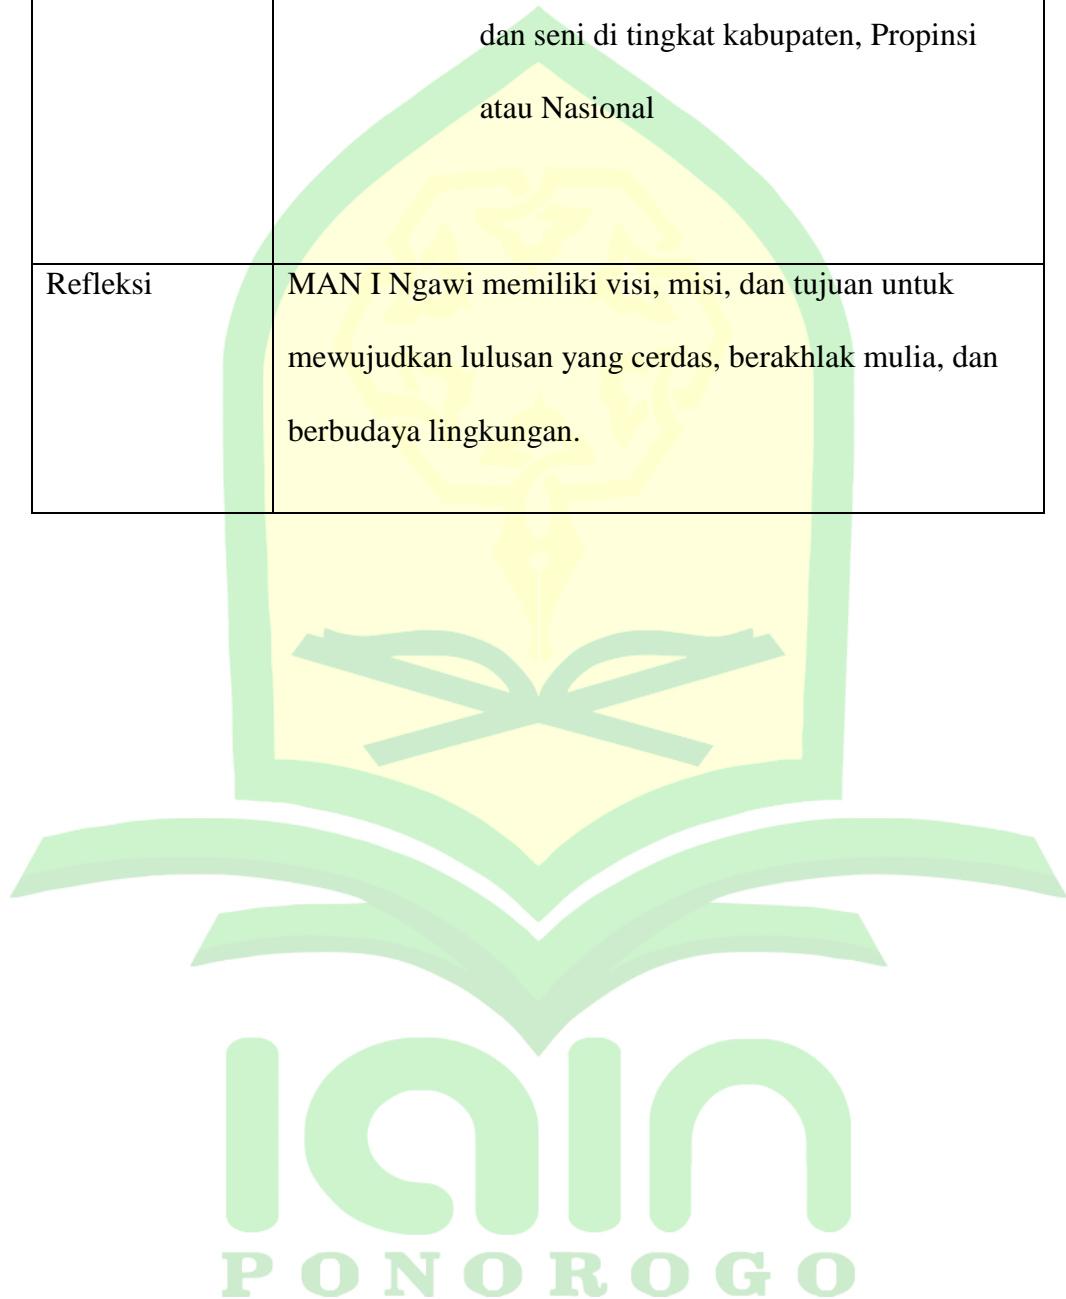 dan seni di tingkat kabupaten, Propinsi
atau Nasional
Refleksi
MAN I Ngawi memiliki visi, misi, dan tujuan untuk
mewujudkan lulusan yang cerdas, berakhlak mulia, dan
berbudaya lingkungan.
iain
PONOROGO